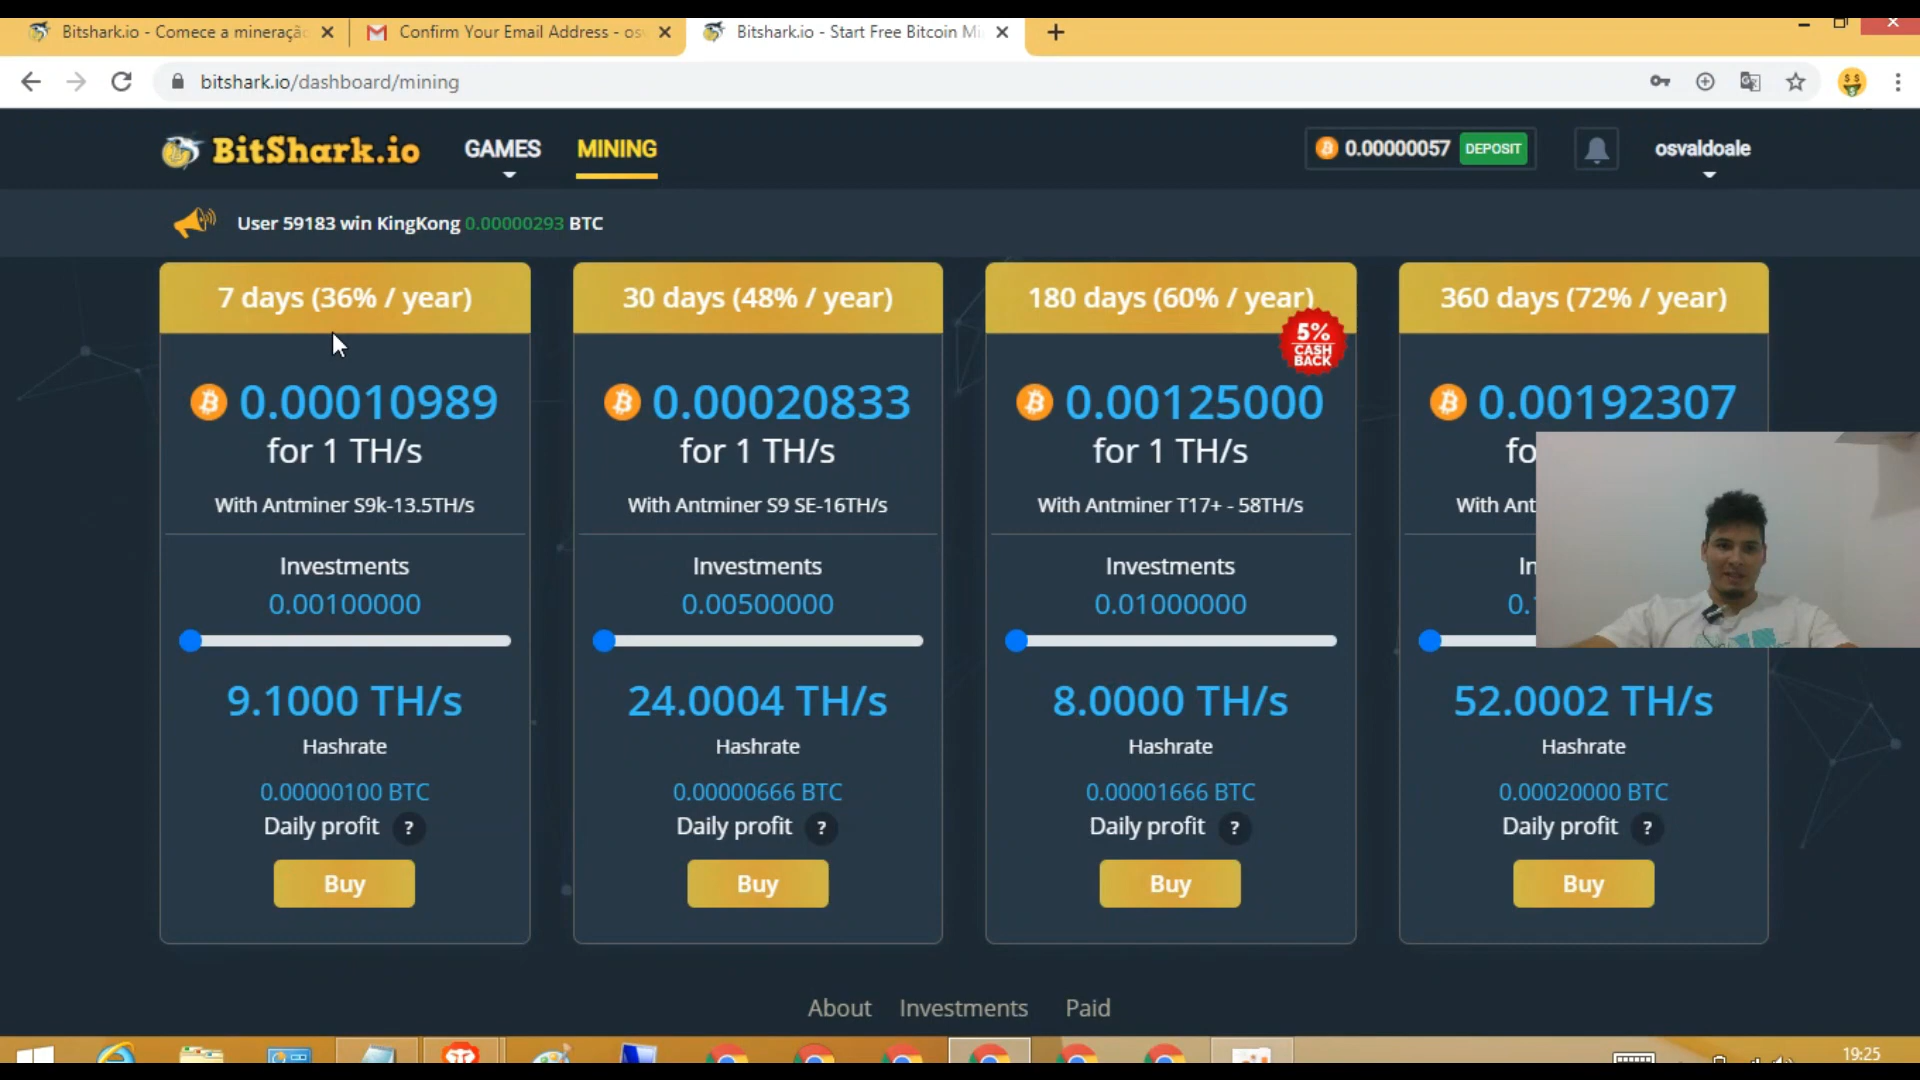 Bitshark.io - Comece a mineraçã
Confirm Your Email Address - os
Bitshark.io - Start Free Bitcoin Mi
bitshark.io/dashboard/mining
BitShark.io
GAMES
MINING
0.00000057 DEPOSIT
osvaldoale
User 59183 win KingKong 0.00000293 BTC
7 days (36% / year)
0.00010989
for 1 TH/s
With Antminer S9k-13.5TH/s
Investments
0.00100000
9.1000 TH/s
Hashrate
0.00000100 BTC
Daily profit ?
Buy
30 days (48% / year)
0.00020833
for 1 TH/s
With Antminer S9 SE-16TH/s
Investments
0.00500000
24.0004 TH/s
Hashrate
0.00000666 BTC
Daily profit ?
Buy
180 days (60% / year)
5%
CASH
BACK
0.00125000
for 1 TH/s
With Antminer T17+ - 58TH/s
Investments
0.01000000
8.0000 TH/s
Hashrate
0.00001666 BTC
Daily profit ?
Buy
360 days (72% / year)
0.00192307
fo
With Ant
In
0.
52.0002 TH/s
Hashrate
0.00020000 BTC
Daily profit ?
Buy
About Investments Paid
19:25